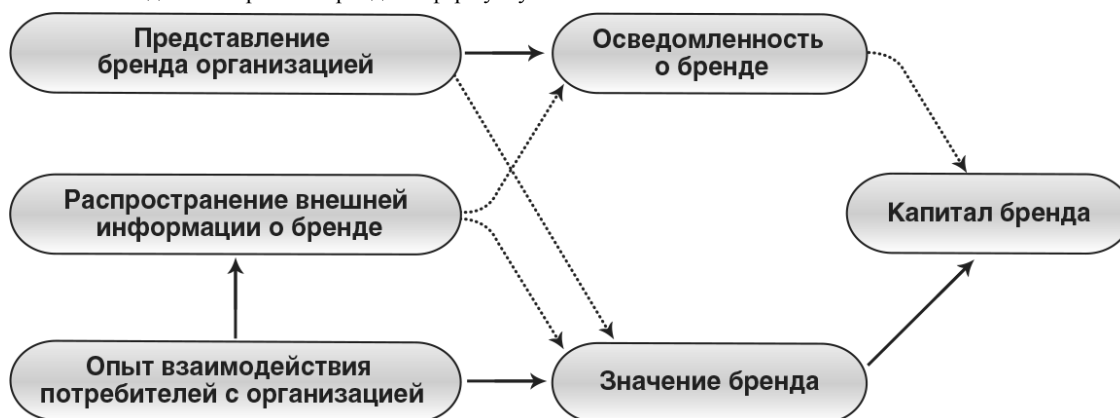 Представление
бренда организацией
Осведомленность
о бренде
Распространение внешней
информации о бренде
Капитал бренда
Опыт взаимодействия
потребителей с организацией
Значение бренда